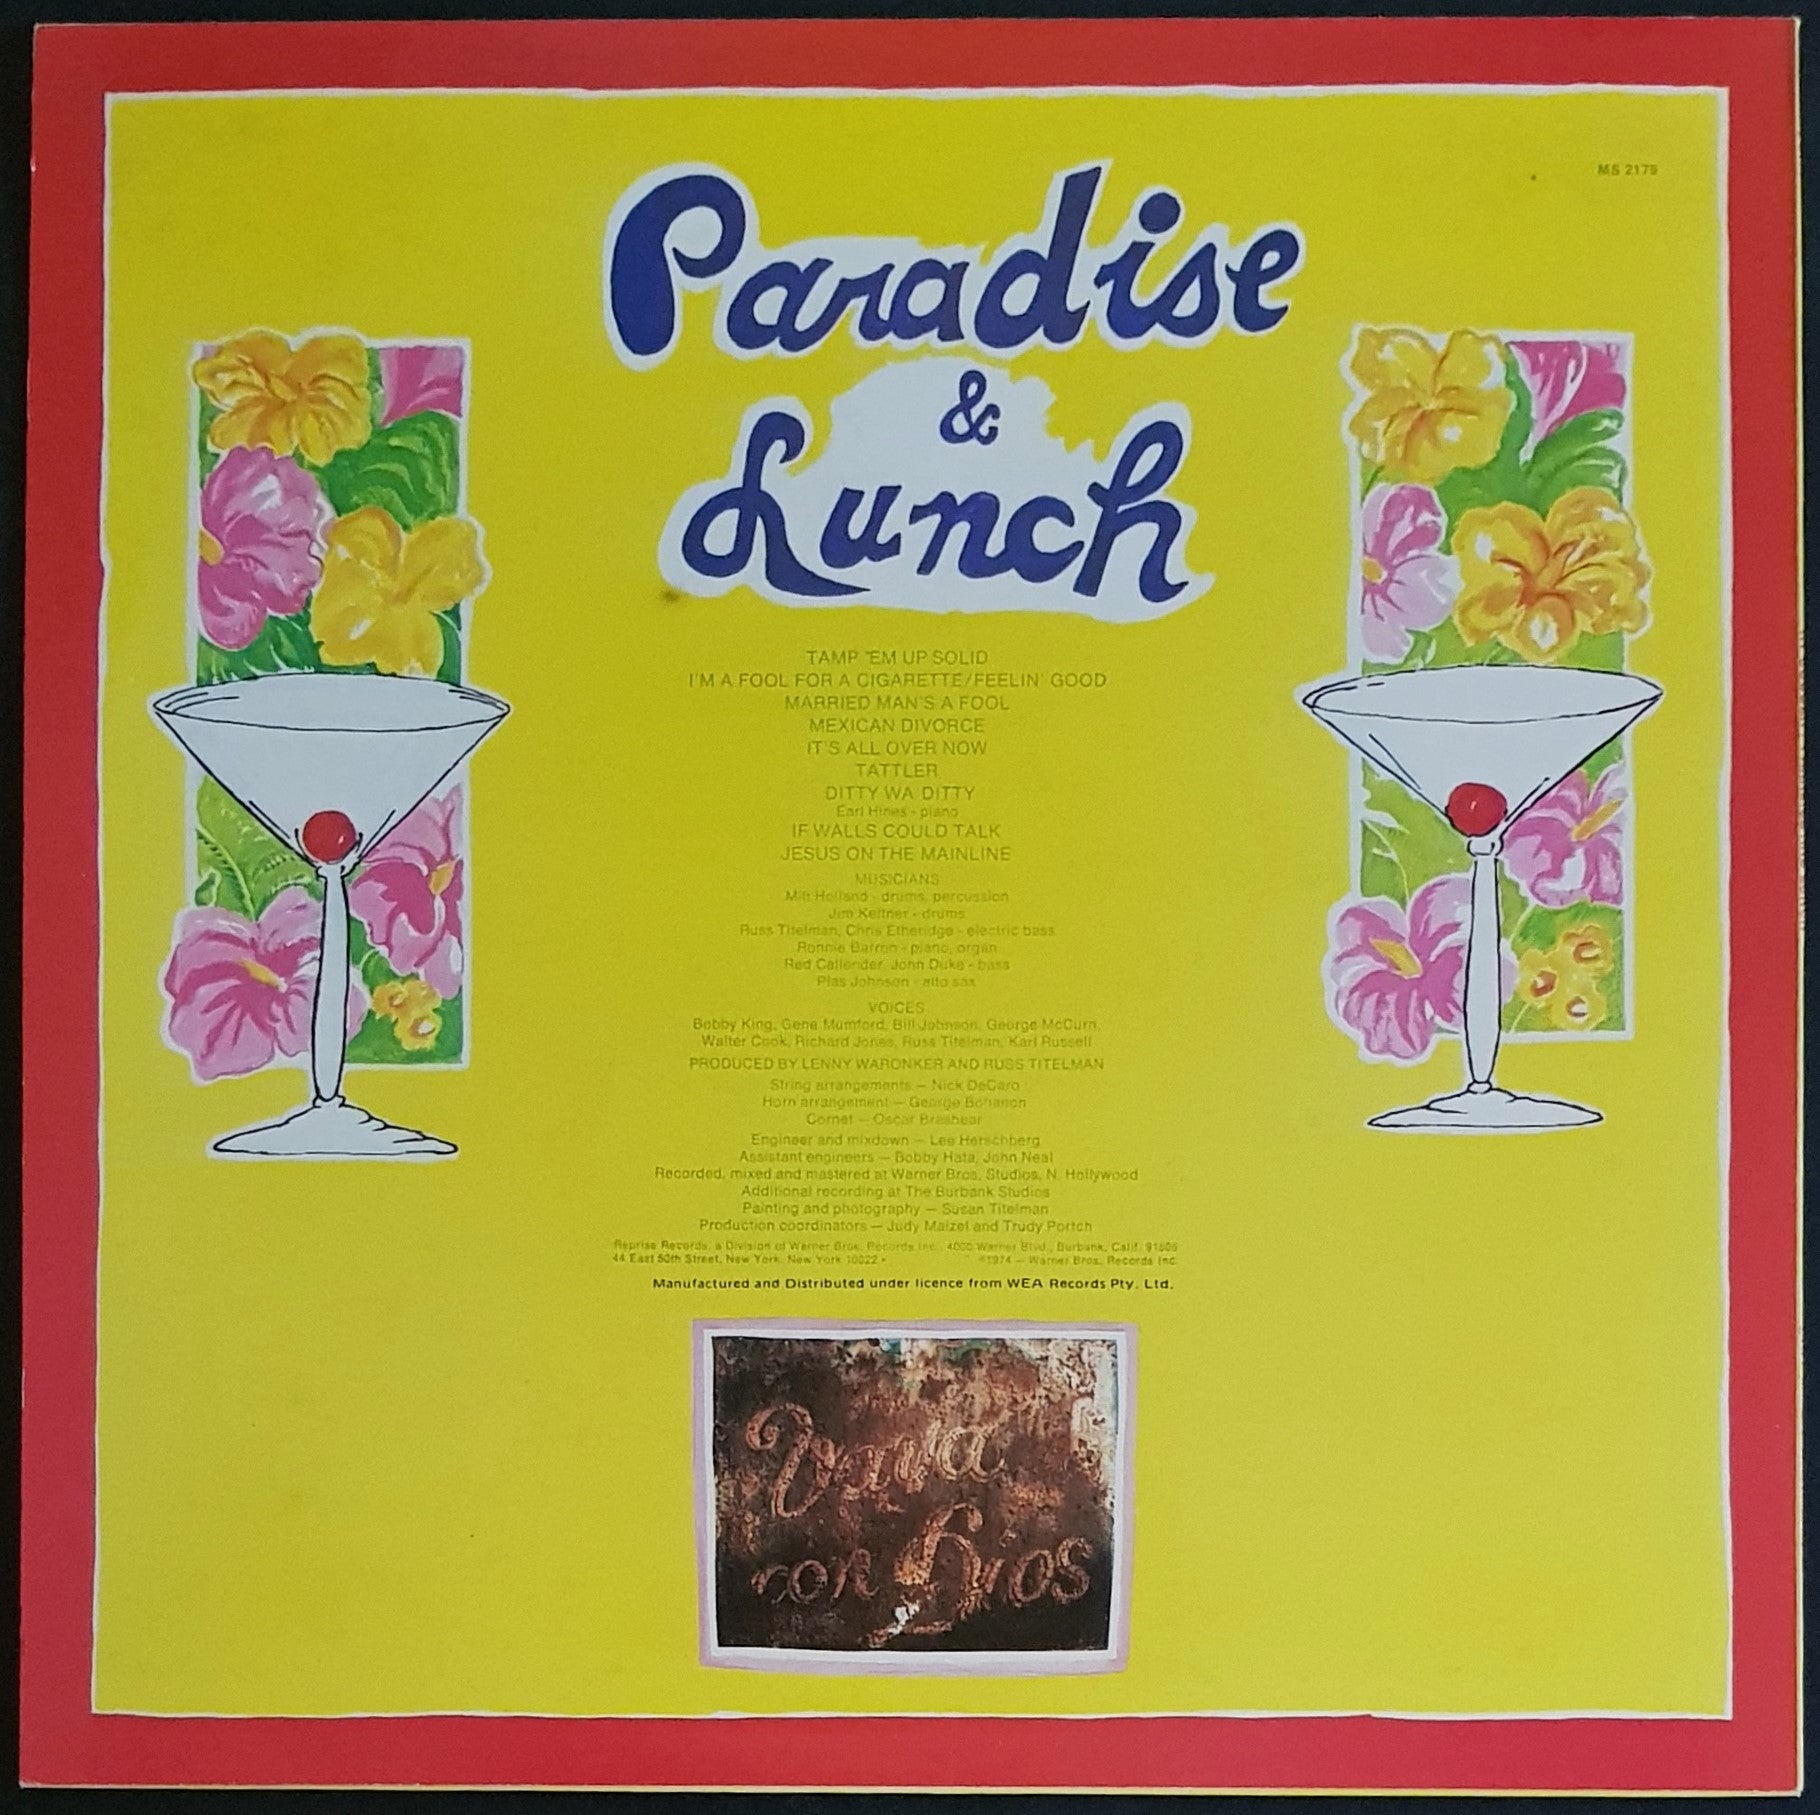 MS 2179
Paradise
&
Lunch
TAMP 'EM UP SOLID
I'M A FOOL FOR A CIGARETTE/FEELIN' GOOD
MARRIED MAN'S A FOOL
MEXICAN DIVORCE
IT'S ALL OVER NOW
TATTLER
DITTY WA DITTY
Earl Hines - piano
IF WALLS COULD TALK
JESUS ON THE MAINLINE
MUSICIANS
Milt Holland - drums, percussion
Jim Keltner - drums
Russ Titelman, Chris Etheridge - electric bass
Ronnie Barron - piano, organ
Red Callender, John Duke - bass
Plas Johnson - alto sax
VOICES
Bobby King, Gene Mumford, Bill Johnson, George McCurn,
Walter Cook, Richard Jones, Russ Titelman, Karl Russell
PRODUCED BY LENNY WARONKER AND RUSS TITELMAN
String arrangements — Nick DeCaro
Horn arrangement — George Bohanon
Cornet — Oscar Brashear
Engineer and mixdown — Lee Herschberg
Assistant engineers — Bobby Hata, John Neal
Recorded, mixed and mastered at Warner Bros. Studios, N. Hollywood
Additional recording at The Burbank Studios
Painting and photography — Susan Titelman
Production coordinators — Judy Maizel and Trudy Portch
Reprise Records, a Division of Warner Bros. Records Inc., 4000 Warner Blvd., Burbank, Calif. 91505
44 East 50th Street, New York, New York 10022 • ©1974 — Warner Bros. Records Inc.
Manufactured and Distributed under licence from WEA Records Pty. Ltd.
Vaya
con Dios